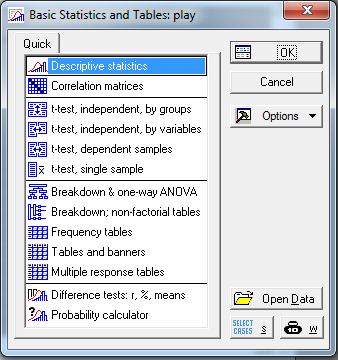 Basic Statistics and Tables: play
Quick
Descriptive statistics
Correlation matrices
t-test, independent, by groups
t-test, independent, by variables
t-test, dependent samples
t-test, single sample
Breakdown & one-way ANOVA
Breakdown; non-factorial tables
Frequency tables
Tables and banners
Multiple response tables
Difference tests: r, %, means
Probability calculator
OK
Cancel
Options
Open Data
SELECT CASES S
W